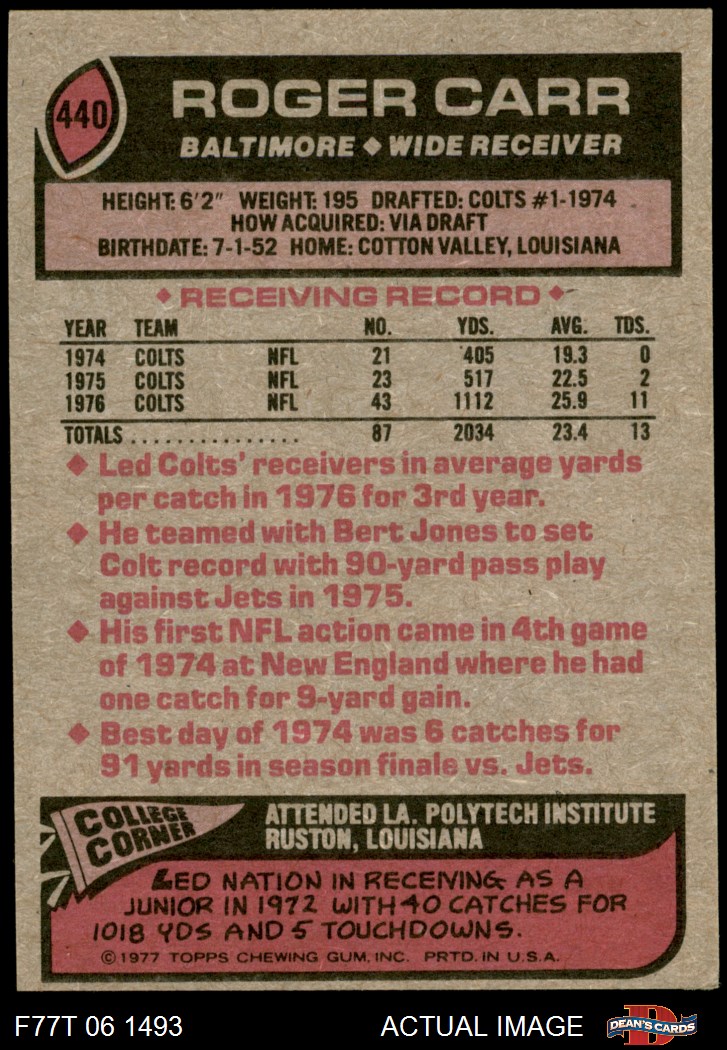 440
ROGER CARR
BALTIMORE ◆ WIDE RECEIVER
HEIGHT: 6'2" WEIGHT: 195 DRAFTED: COLTS #1-1974
HOW ACQUIRED: VIA DRAFT
BIRTHDATE: 7-1-52 HOME: COTTON VALLEY, LOUISIANA
◆ RECEIVING RECORD ◆
YEAR TEAM NO. YDS. AVG. TDS.
1974 COLTS NFL 21 405 19.3 0
1975 COLTS NFL 23 517 22.5 2
1976 COLTS NFL 43 1112 25.9 11
TOTALS ................ 87 2034 23.4 13
◆ Led Colts' receivers in average yards
per catch in 1976 for 3rd year.
◆ He teamed with Bert Jones to set
Colt record with 90-yard pass play
against Jets in 1975.
◆ His first NFL action came in 4th game
of 1974 at New England where he had
one catch for 9-yard gain.
◆ Best day of 1974 was 6 catches for
91 yards in season finale vs. Jets.
COLLEGE
CORNER
ATTENDED LA. POLYTECH INSTITUTE
RUSTON, LOUISIANA
LED NATION IN RECEIVING AS A
JUNIOR IN 1972 WITH 40 CATCHES FOR
1018 YDS AND 5 TOUCHDOWNS.
©1977 TOPPS CHEWING GUM, INC. PRTD. IN U.S.A.
F77T 06 1493 ACTUAL IMAGE D DEAN'S CARDS